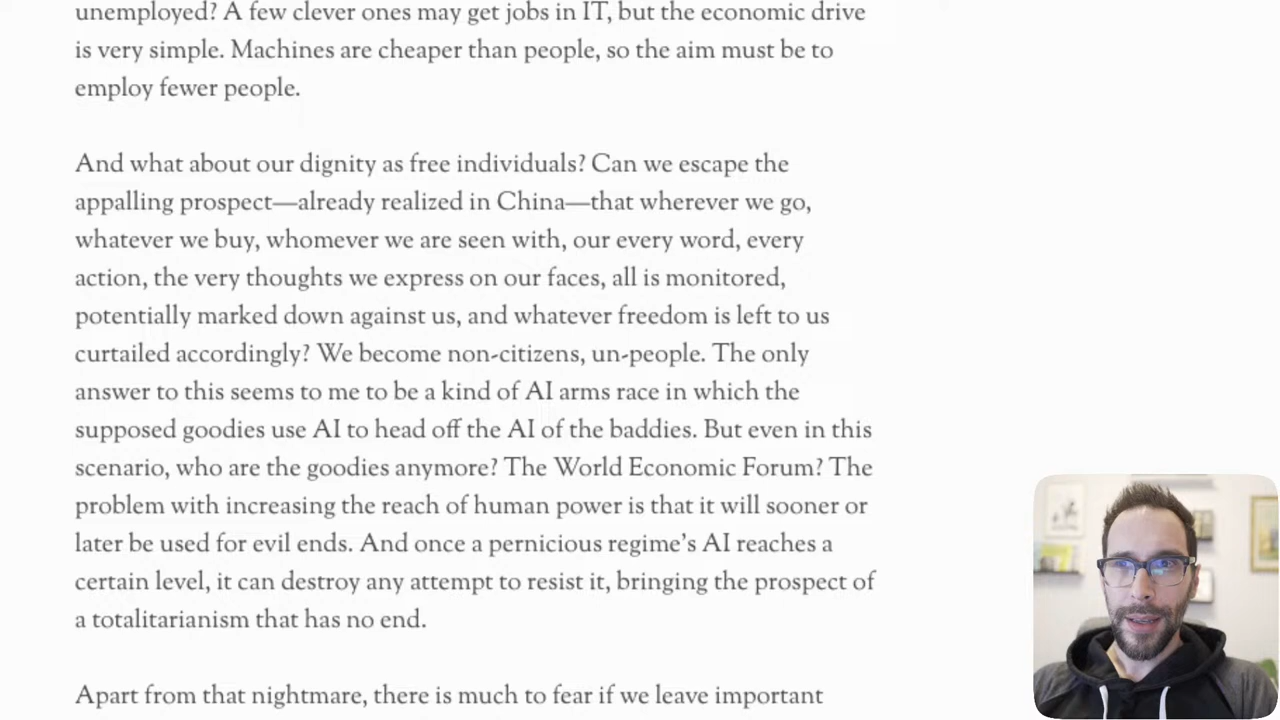 unemployed? A few clever ones may get jobs in IT, but the economic drive
is very simple. Machines are cheaper than people, so the aim must be to
employ fewer people.
And what about our dignity as free individuals? Can we escape the
appalling prospect—already realized in China—that wherever we go,
whatever we buy, whomever we are seen with, our every word, every
action, the very thoughts we express on our faces, all is monitored,
potentially marked down against us, and whatever freedom is left to us
curtailed accordingly? We become non-citizens, un-people. The only
answer to this seems to me to be a kind of AI arms race in which the
supposed goodies use AI to head off the AI of the baddies. But even in this
scenario, who are the goodies anymore? The World Economic Forum? The
problem with increasing the reach of human power is that it will sooner or
later be used for evil ends. And once a pernicious regime's AI reaches a
certain level, it can destroy any attempt to resist it, bringing the prospect of
a totalitarianism that has no end.
Apart from that nightmare, there is much to fear if we leave important